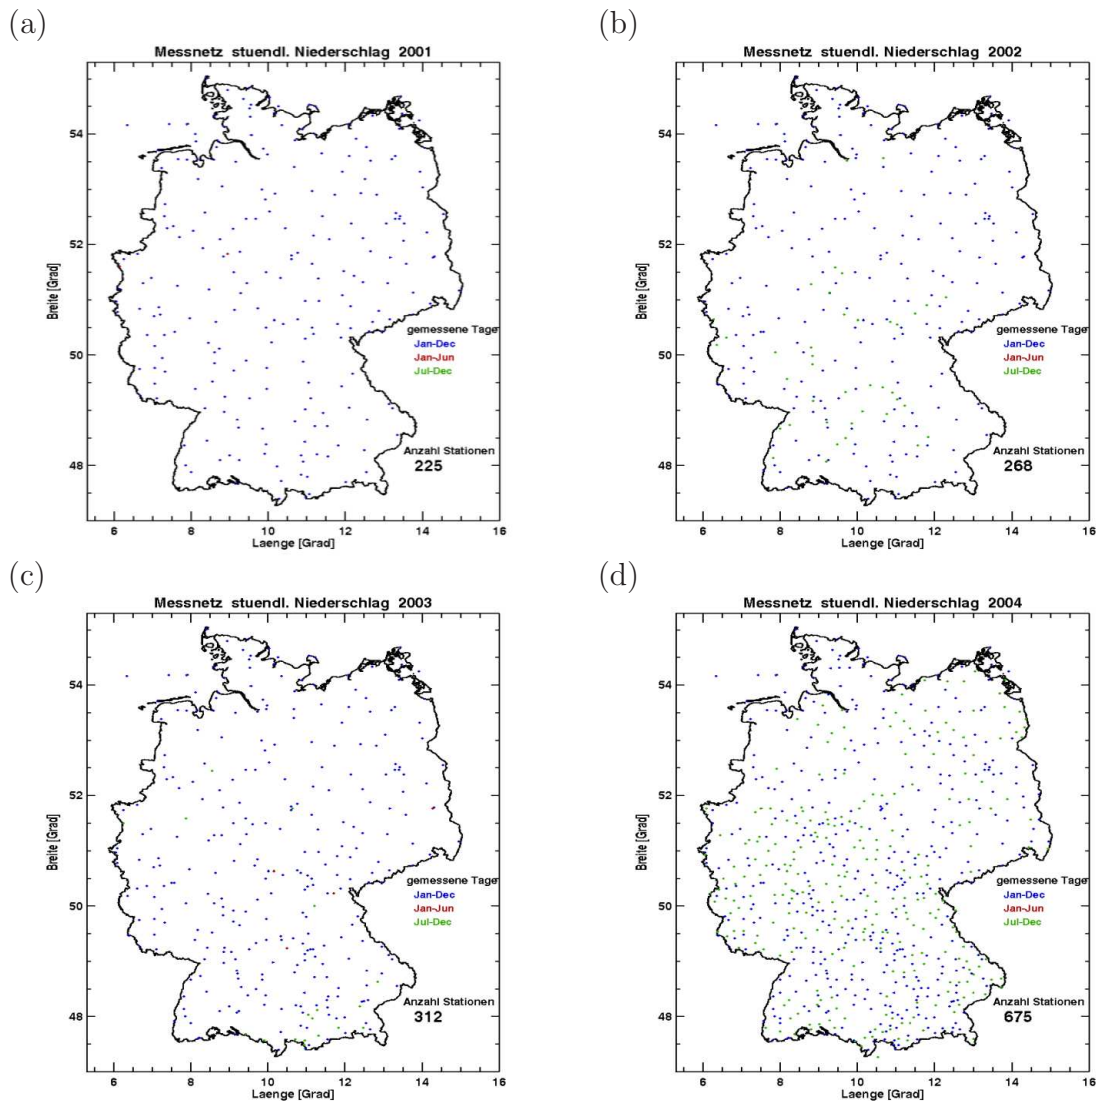 (a)
Messnetz stuendl. Niederschlag 2001
54
52
50
48
Breite [Grad]
gemessene Tage
Jan-Dec
Jan-Jun
Jul-Dec
Anzahl Stationen
225
6 8 10 12 14 16
Laenge [Grad]
(b)
Messnetz stuendl. Niederschlag 2002
54
52
50
48
Breite [Grad]
gemessene Tage
Jan-Dec
Jan-Jun
Jul-Dec
Anzahl Stationen
268
6 8 10 12 14 16
Laenge [Grad]
(c)
Messnetz stuendl. Niederschlag 2003
54
52
50
48
Breite [Grad]
gemessene Tage
Jan-Dec
Jan-Jun
Jul-Dec
Anzahl Stationen
312
6 8 10 12 14 16
Laenge [Grad]
(d)
Messnetz stuendl. Niederschlag 2004
54
52
50
48
Breite [Grad]
gemessene Tage
Jan-Dec
Jan-Jun
Jul-Dec
Anzahl Stationen
675
6 8 10 12 14 16
Laenge [Grad]